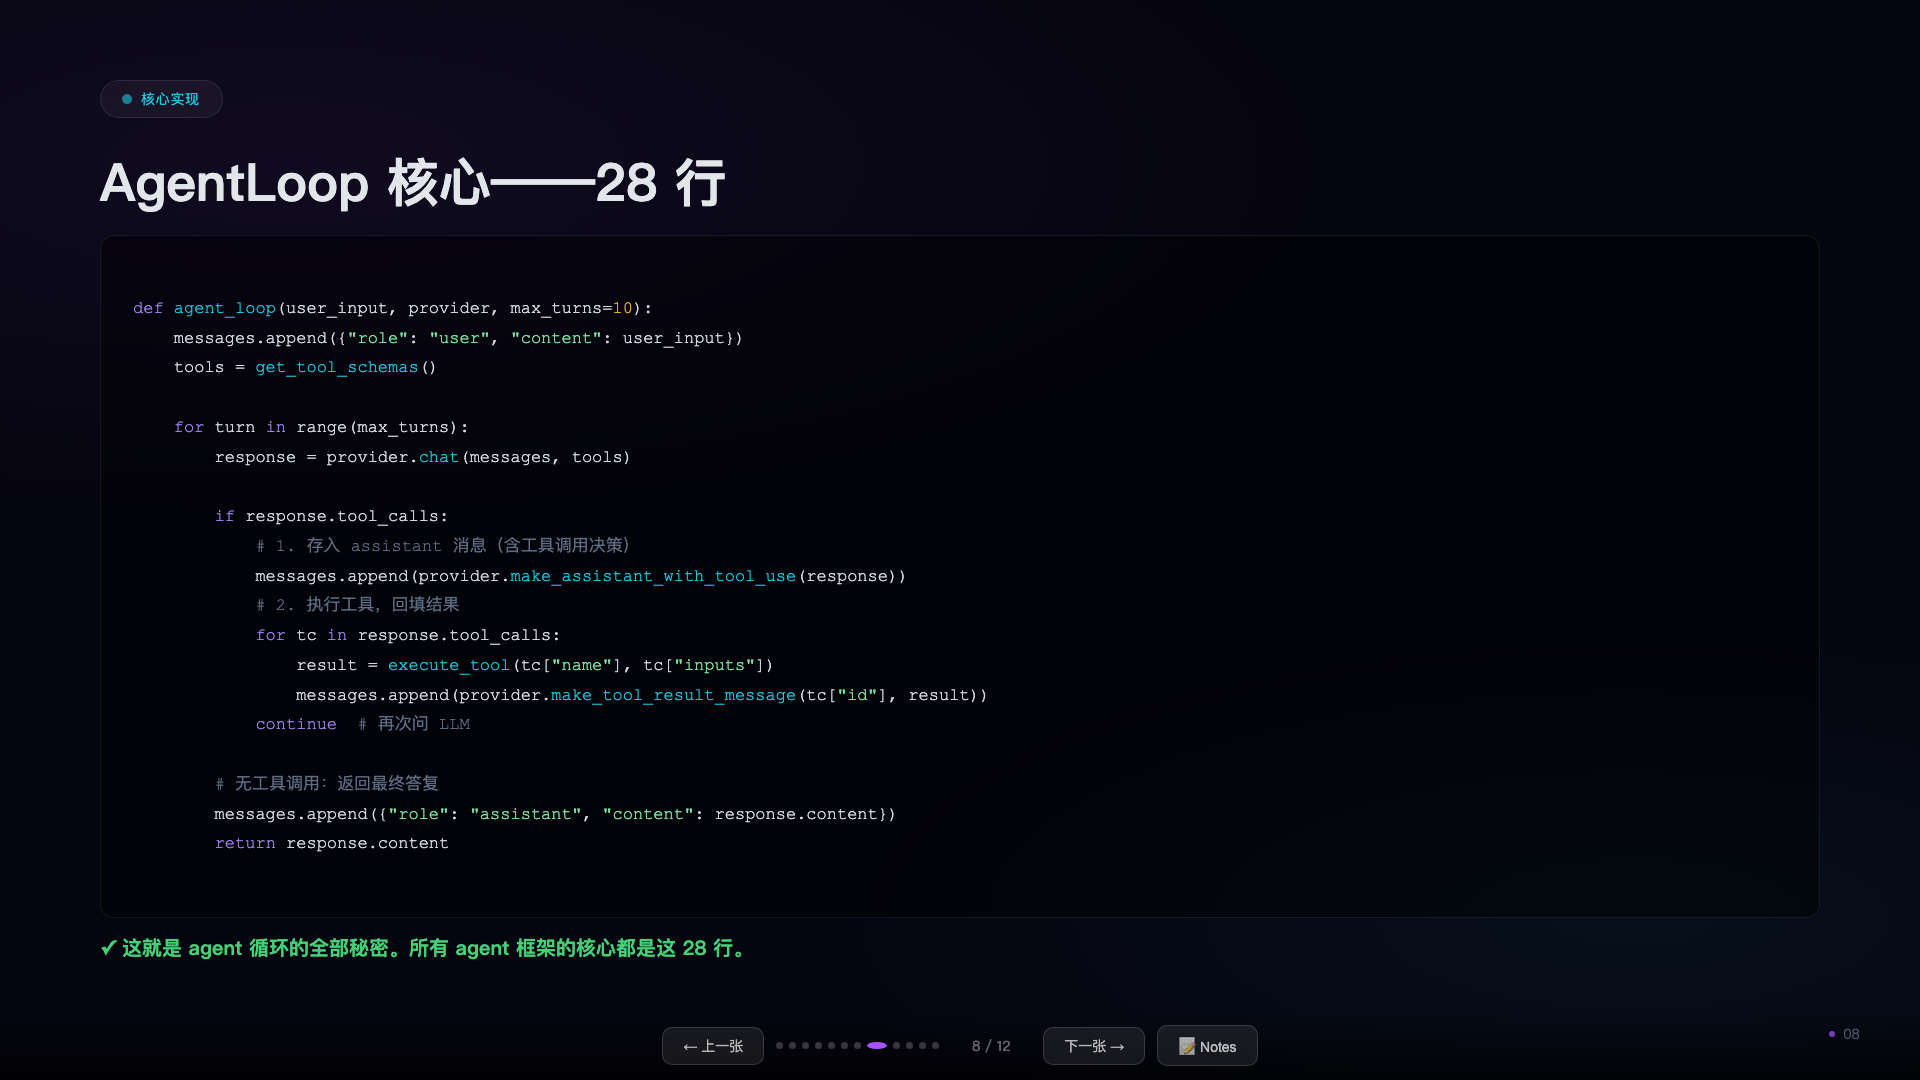 核心实现
AgentLoop 核心——28 行
def agent_loop(user_input, provider, max_turns=10):
    messages.append({"role": "user", "content": user_input})
    tools = get_tool_schemas()
    for turn in range(max_turns):
        response = provider.chat(messages, tools)
        if response.tool_calls:
            # 1. 存入 assistant 消息（含工具调用决策）
            messages.append(provider.make_assistant_with_tool_use(response))
            # 2. 执行工具，回填结果
            for tc in response.tool_calls:
                result = execute_tool(tc["name"], tc["inputs"])
                messages.append(provider.make_tool_result_message(tc["id"], result))
            continue  # 再次问 LLM
        # 无工具调用：返回最终答复
        messages.append({"role": "assistant", "content": response.content})
        return response.content
✓ 这就是 agent 循环的全部秘密。所有 agent 框架的核心都是这 28 行。
← 上一张
8 / 12
下一张 →
📝 Notes
08